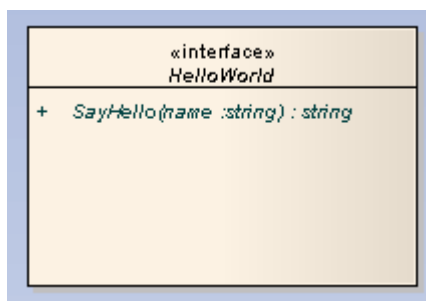 «interface»
HelloWorld
+ SayHello(name :string) : string